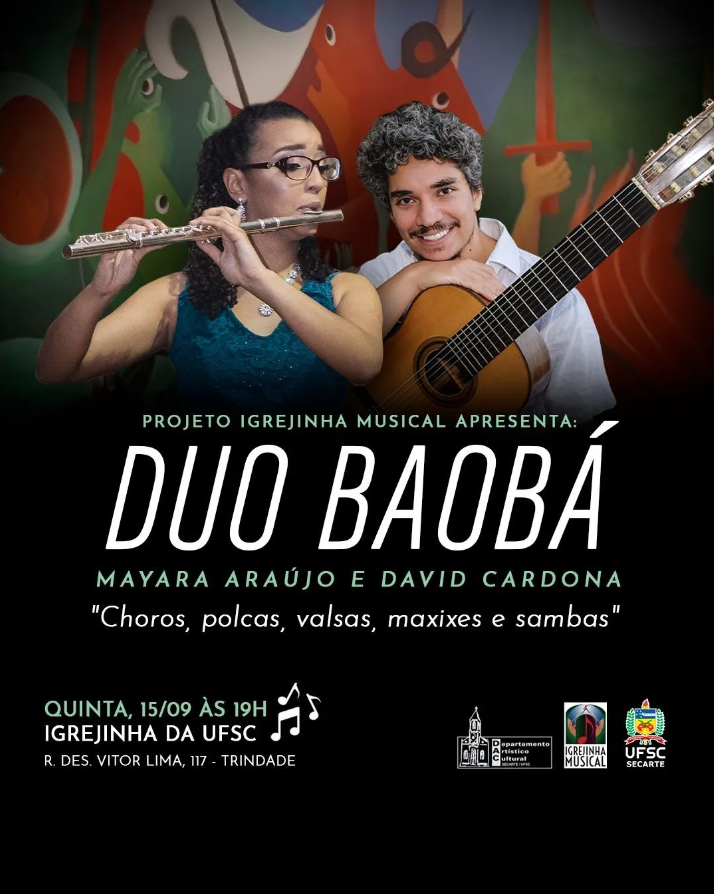 PROJETO IGREJINHA MUSICAL APRESENTA:
DUO BAOBÁ
MAYARA ARAÚJO E DAVID CARDONA
"Choros, polcas, valsas, maxixes e sambas"
QUINTA, 15/09 ÀS 19H
IGREJINHA DA UFSC
R. DES. VITOR LIMA, 117 - TRINDADE
DAC
Departamento
Artístico
Cultural
SECARTE / UFSC
IGREJINHA
MUSICAL
UFSC
SECARTE